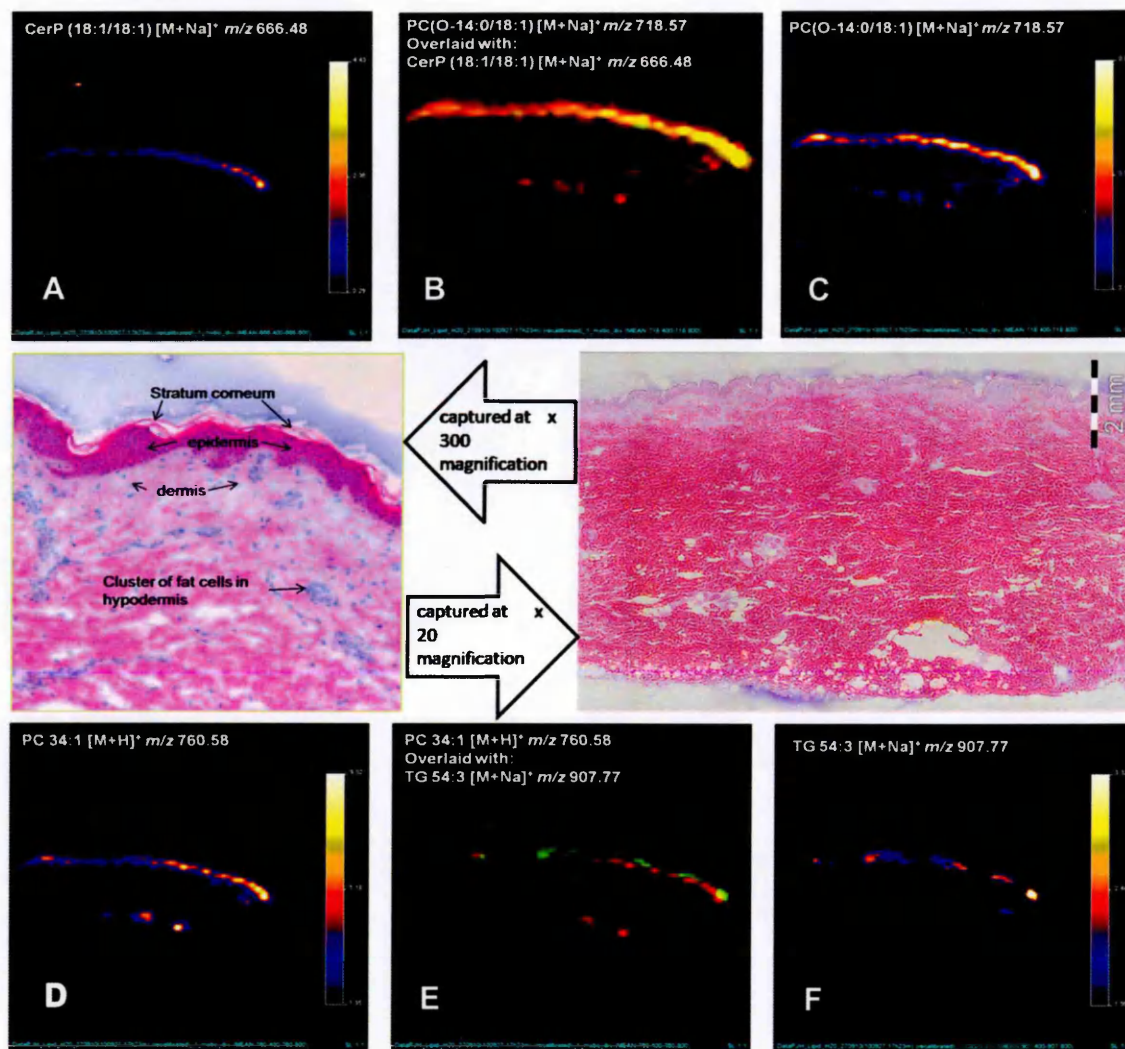 CerP (18:1/18:1) [M+Na]⁺ m/z 666.48
A
PC(O-14:0/18:1) [M+Na]⁺ m/z 718.57
Overlaid with:
CerP (18:1/18:1) [M+Na]⁺ m/z 666.48
B
PC(O-14:0/18:1) [M+Na]⁺ m/z 718.57
C
Stratum corneum
epidermis
dermis
Cluster of fat cells in
hypodermis
captured at x
300
magnification
captured at x
20
magnification
2 mm
PC 34:1 [M+H]⁺ m/z 760.58
D
PC 34:1 [M+H]⁺ m/z 760.58
Overlaid with:
TG 54:3 [M+Na]⁺ m/z 907.77
E
TG 54:3 [M+Na]⁺ m/z 907.77
F